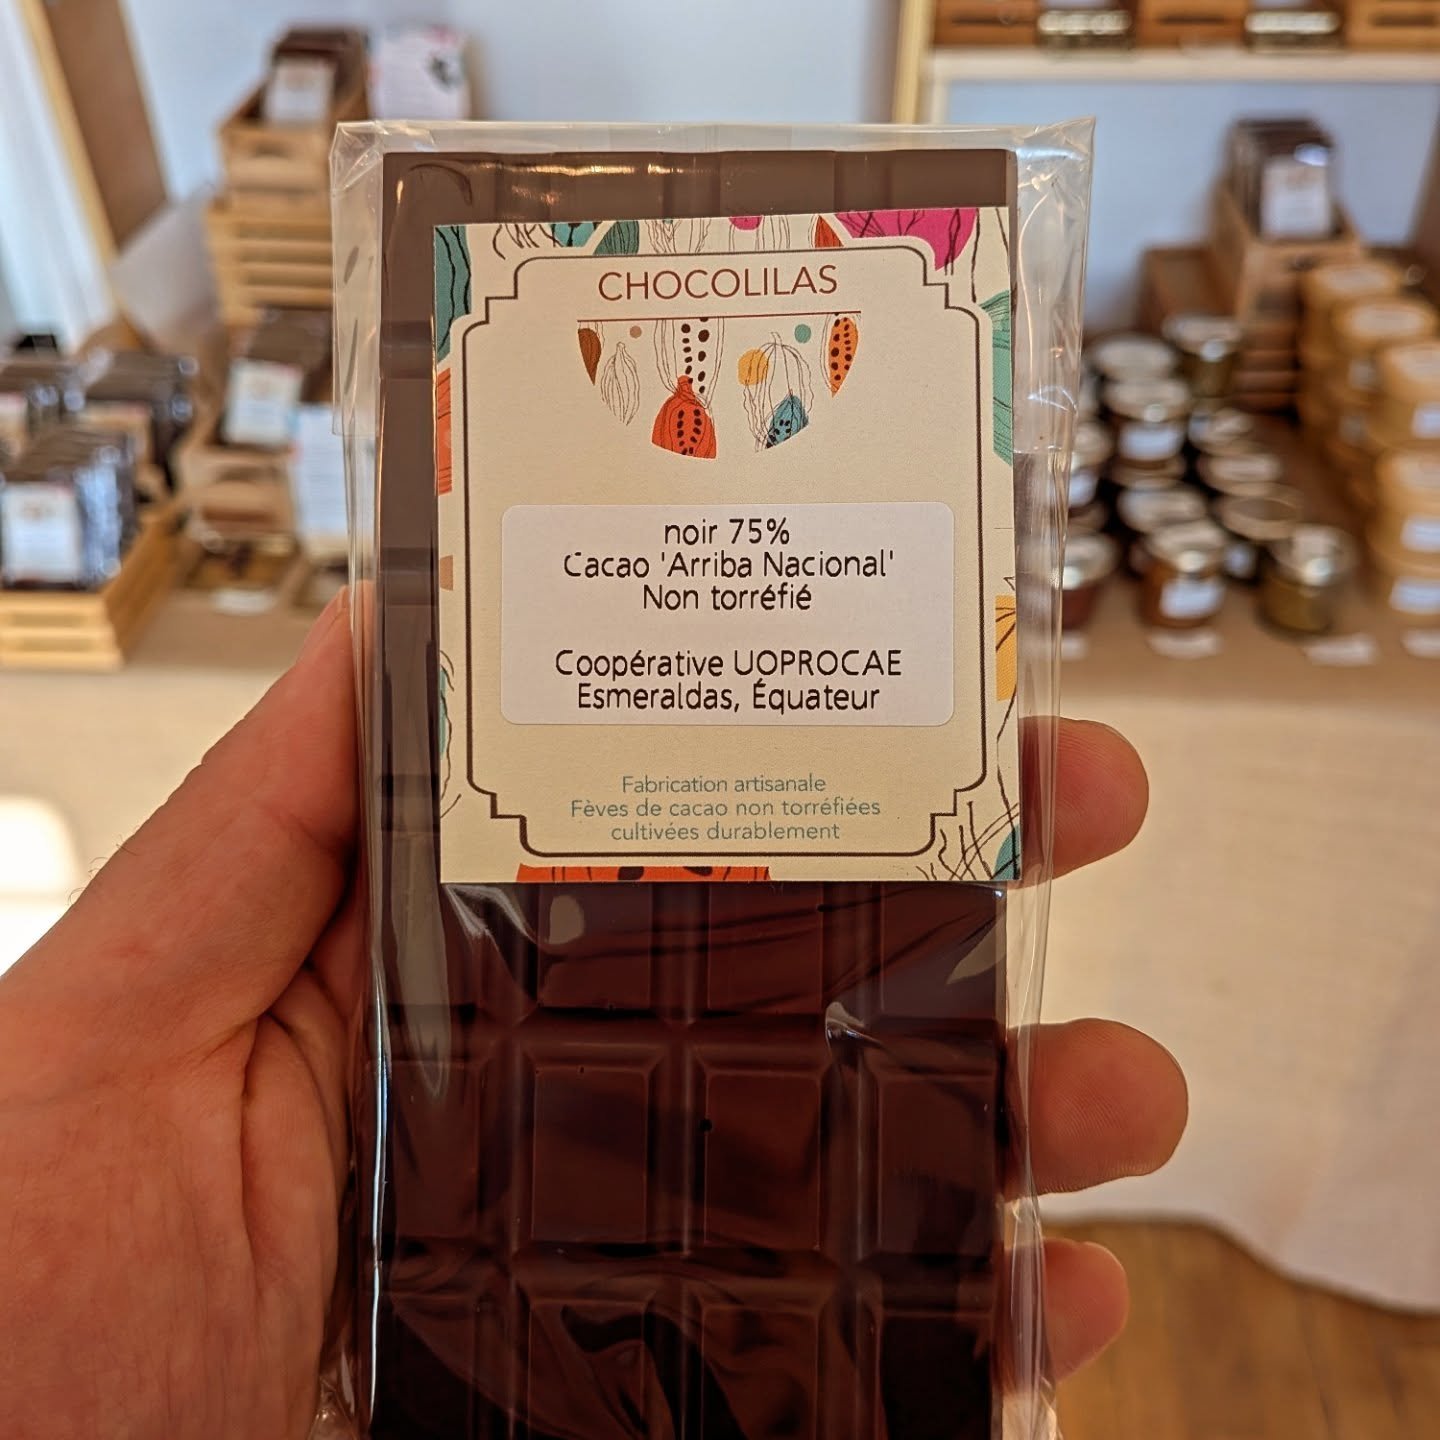 CHOCOLILAS
noir 75%
Cacao 'Arriba Nacional'
Non torréfié
Coopérative UOPROCAE
Esmeraldas, Équateur
Fabrication artisanale
Fèves de cacao non torréfiées
cultivées durablement